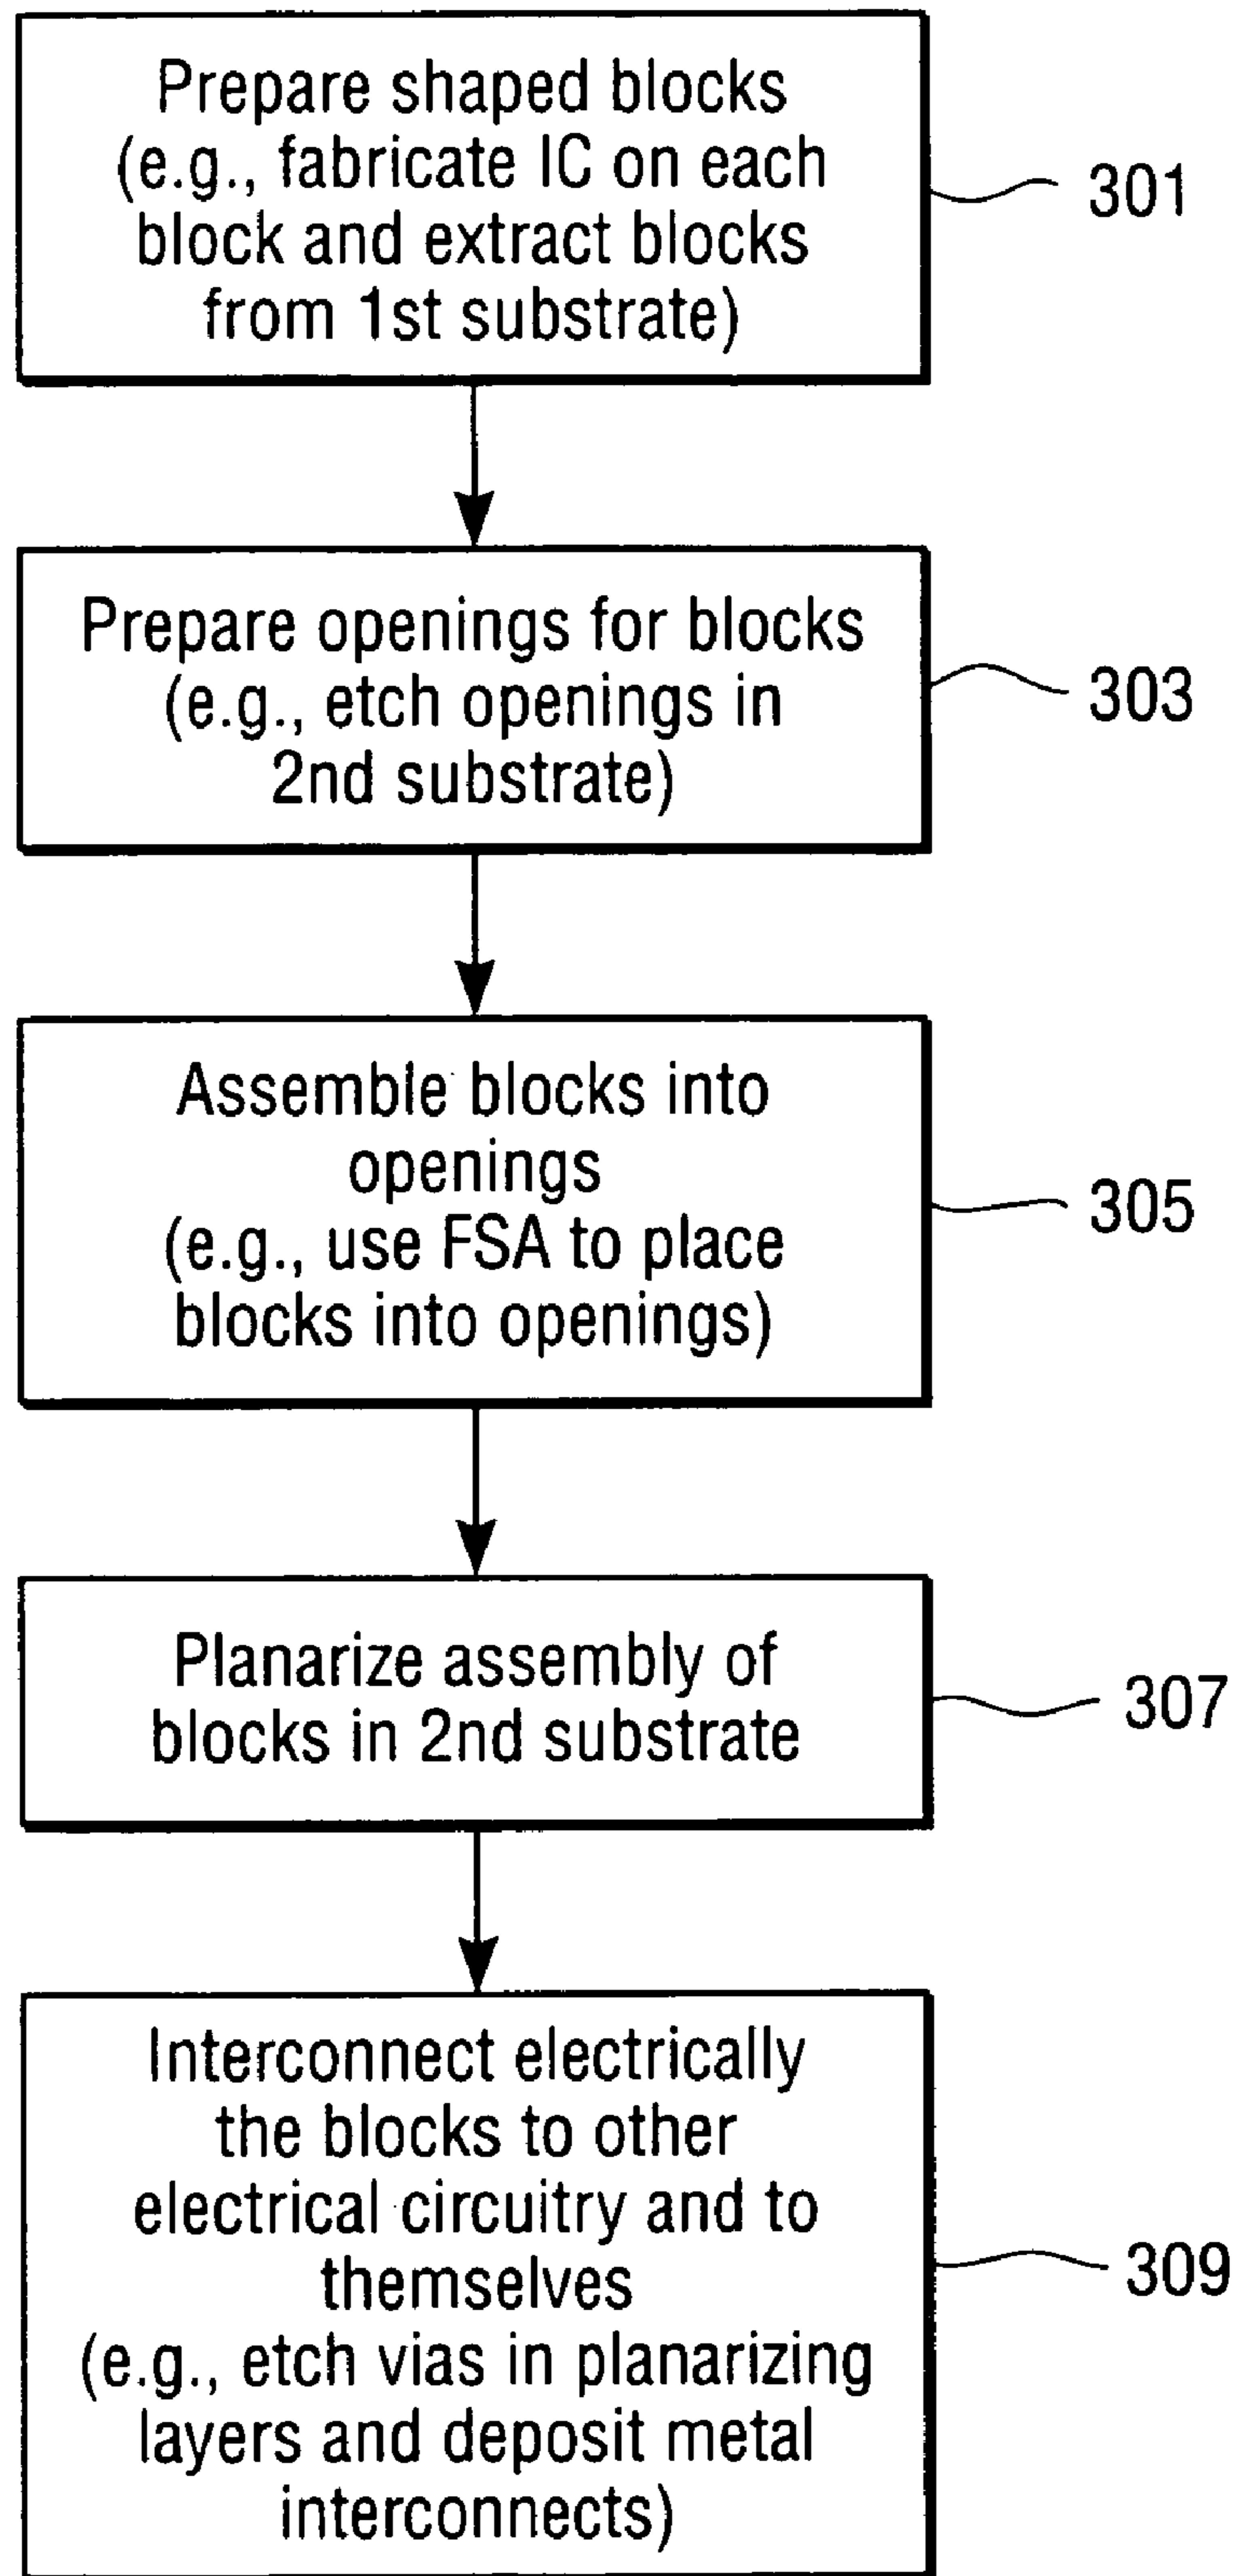 Prepare shaped blocks
(e.g., fabricate IC on each
block and extract blocks
from 1st substrate)
301
Prepare openings for blocks
(e.g., etch openings in
2nd substrate)
303
Assemble blocks into
openings
(e.g., use FSA to place
blocks into openings)
305
Planarize assembly of
blocks in 2nd substrate
307
Interconnect electrically
the blocks to other
electrical circuitry and to
themselves
(e.g., etch vias in planarizing
layers and deposit metal
interconnects)
309